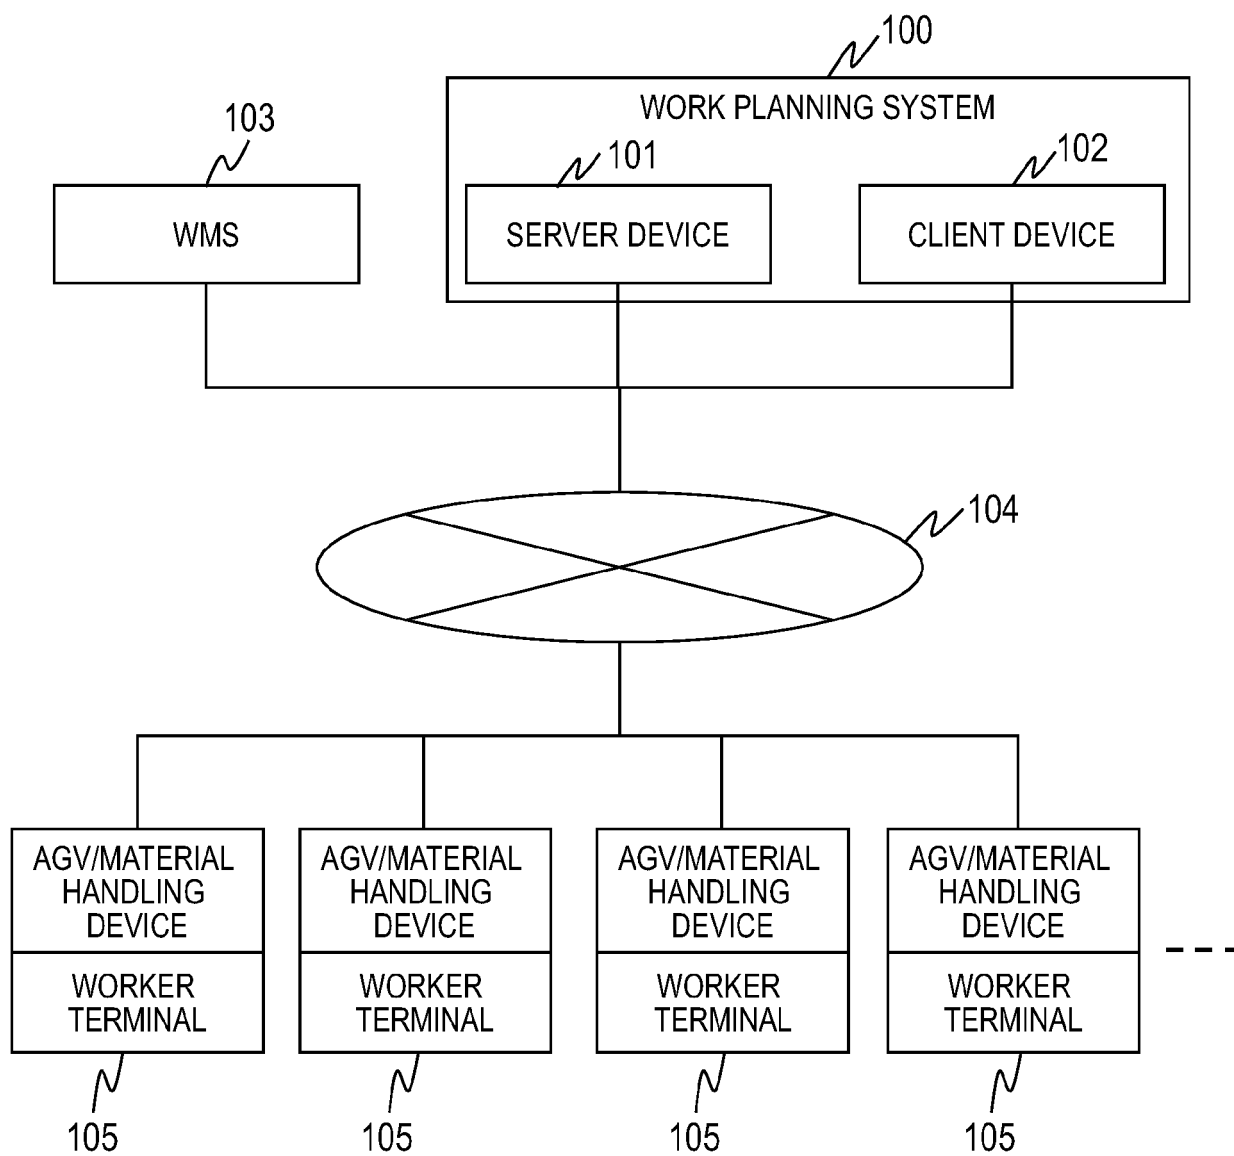 100
WORK PLANNING SYSTEM
103
101
102
WMS
SERVER DEVICE
CLIENT DEVICE
104
AGV/MATERIAL
HANDLING
DEVICE
WORKER
TERMINAL
105
AGV/MATERIAL
HANDLING
DEVICE
WORKER
TERMINAL
105
AGV/MATERIAL
HANDLING
DEVICE
WORKER
TERMINAL
105
AGV/MATERIAL
HANDLING
DEVICE
WORKER
TERMINAL
105